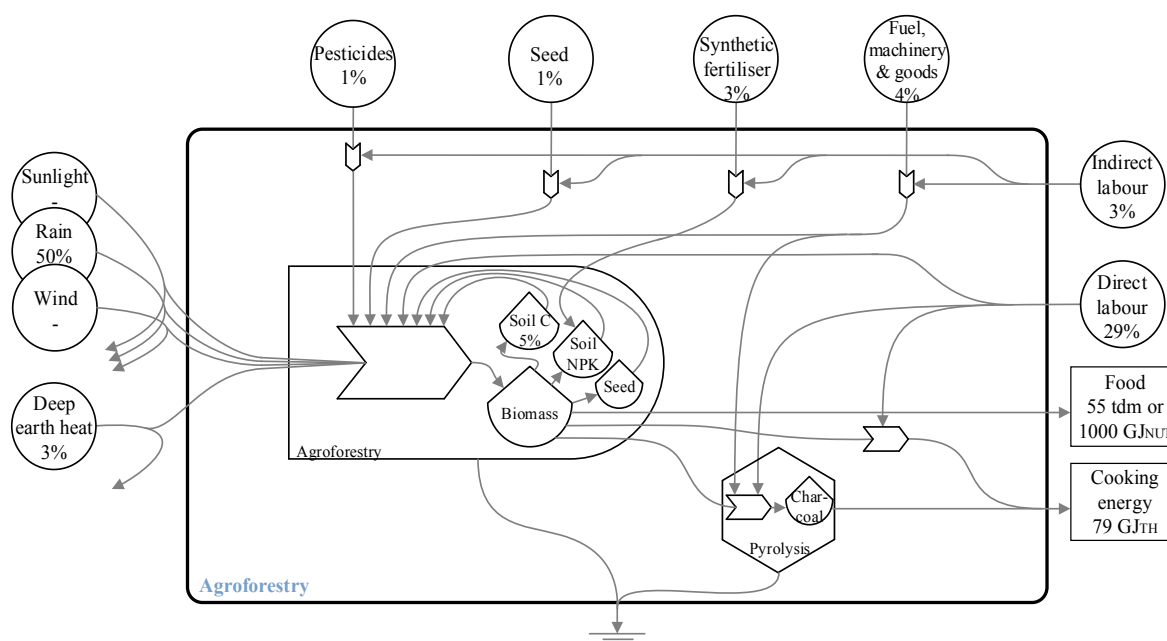 Pesticides
1%
Seed
1%
Synthetic
fertiliser
3%
Fuel,
machinery
& goods
4%
Sunlight
-
Rain
50%
Wind
-
Deep
earth heat
3%
Indirect
labour
3%
Direct
labour
29%
Soil C
5%
Soil
NPK
Seed
Biomass
Agroforestry
Food
55 tdm or
1000 GJNUT
Cooking
energy
79 GJTH
Char-
coal
Pyrolysis
Agroforestry